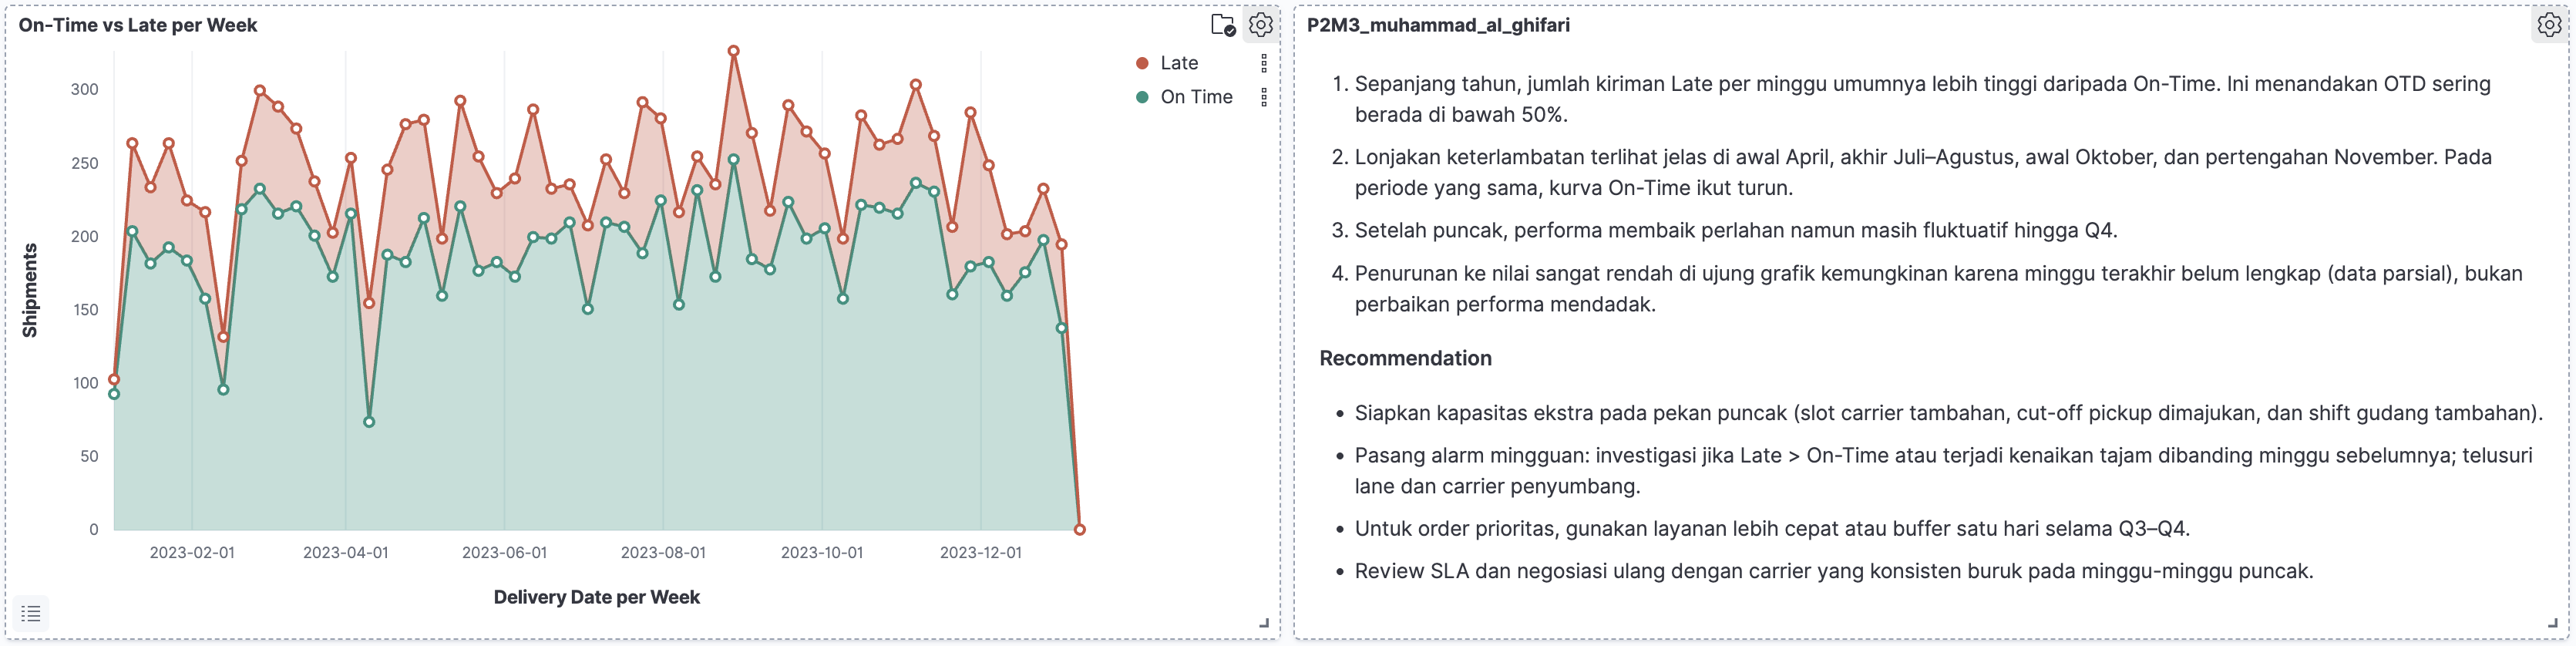 On-Time vs Late per Week
Late
On Time
300
250
200
150
100
50
0
Shipments
2023-02-01
2023-04-01
2023-06-01
2023-08-01
2023-10-01
2023-12-01
Delivery Date per Week
P2M3_muhammad_al_ghifari
1. Sepanjang tahun, jumlah kiriman Late per minggu umumnya lebih tinggi daripada On-Time. Ini menandakan OTD sering
berada di bawah 50%.
2. Lonjakan keterlambatan terlihat jelas di awal April, akhir Juli–Agustus, awal Oktober, dan pertengahan November. Pada
periode yang sama, kurva On-Time ikut turun.
3. Setelah puncak, performa membaik perlahan namun masih fluktuatif hingga Q4.
4. Penurunan ke nilai sangat rendah di ujung grafik kemungkinan karena minggu terakhir belum lengkap (data parsial), bukan
perbaikan performa mendadak.
Recommendation
• Siapkan kapasitas ekstra pada pekan puncak (slot carrier tambahan, cut-off pickup dimajukan, dan shift gudang tambahan).
• Pasang alarm mingguan: investigasi jika Late > On-Time atau terjadi kenaikan tajam dibanding minggu sebelumnya; telusuri
lane dan carrier penyumbang.
• Untuk order prioritas, gunakan layanan lebih cepat atau buffer satu hari selama Q3–Q4.
• Review SLA dan negosiasi ulang dengan carrier yang konsisten buruk pada minggu-minggu puncak.